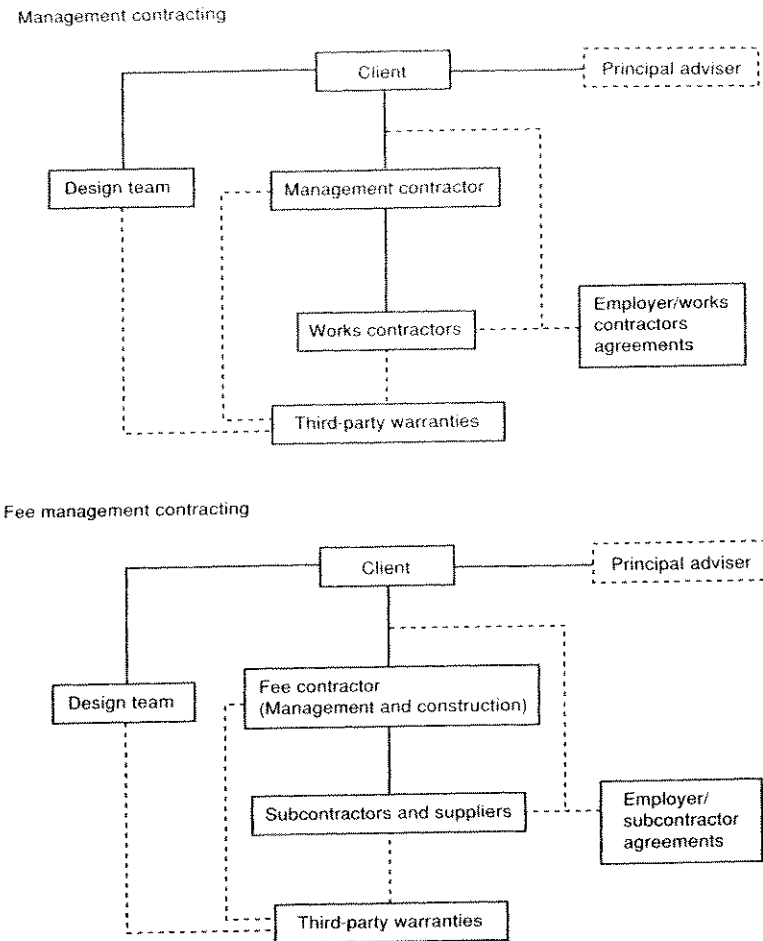 Management contracting
Client
Principal adviser
Design team
Management contractor
Works contractors
Employer/works
contractors
agreements
Third-party warranties
Fee management contracting
Client
Principal adviser
Design team
Fee contractor
(Management and construction)
Subcontractors and suppliers
Employer/
subcontractor
agreements
Third-party warranties